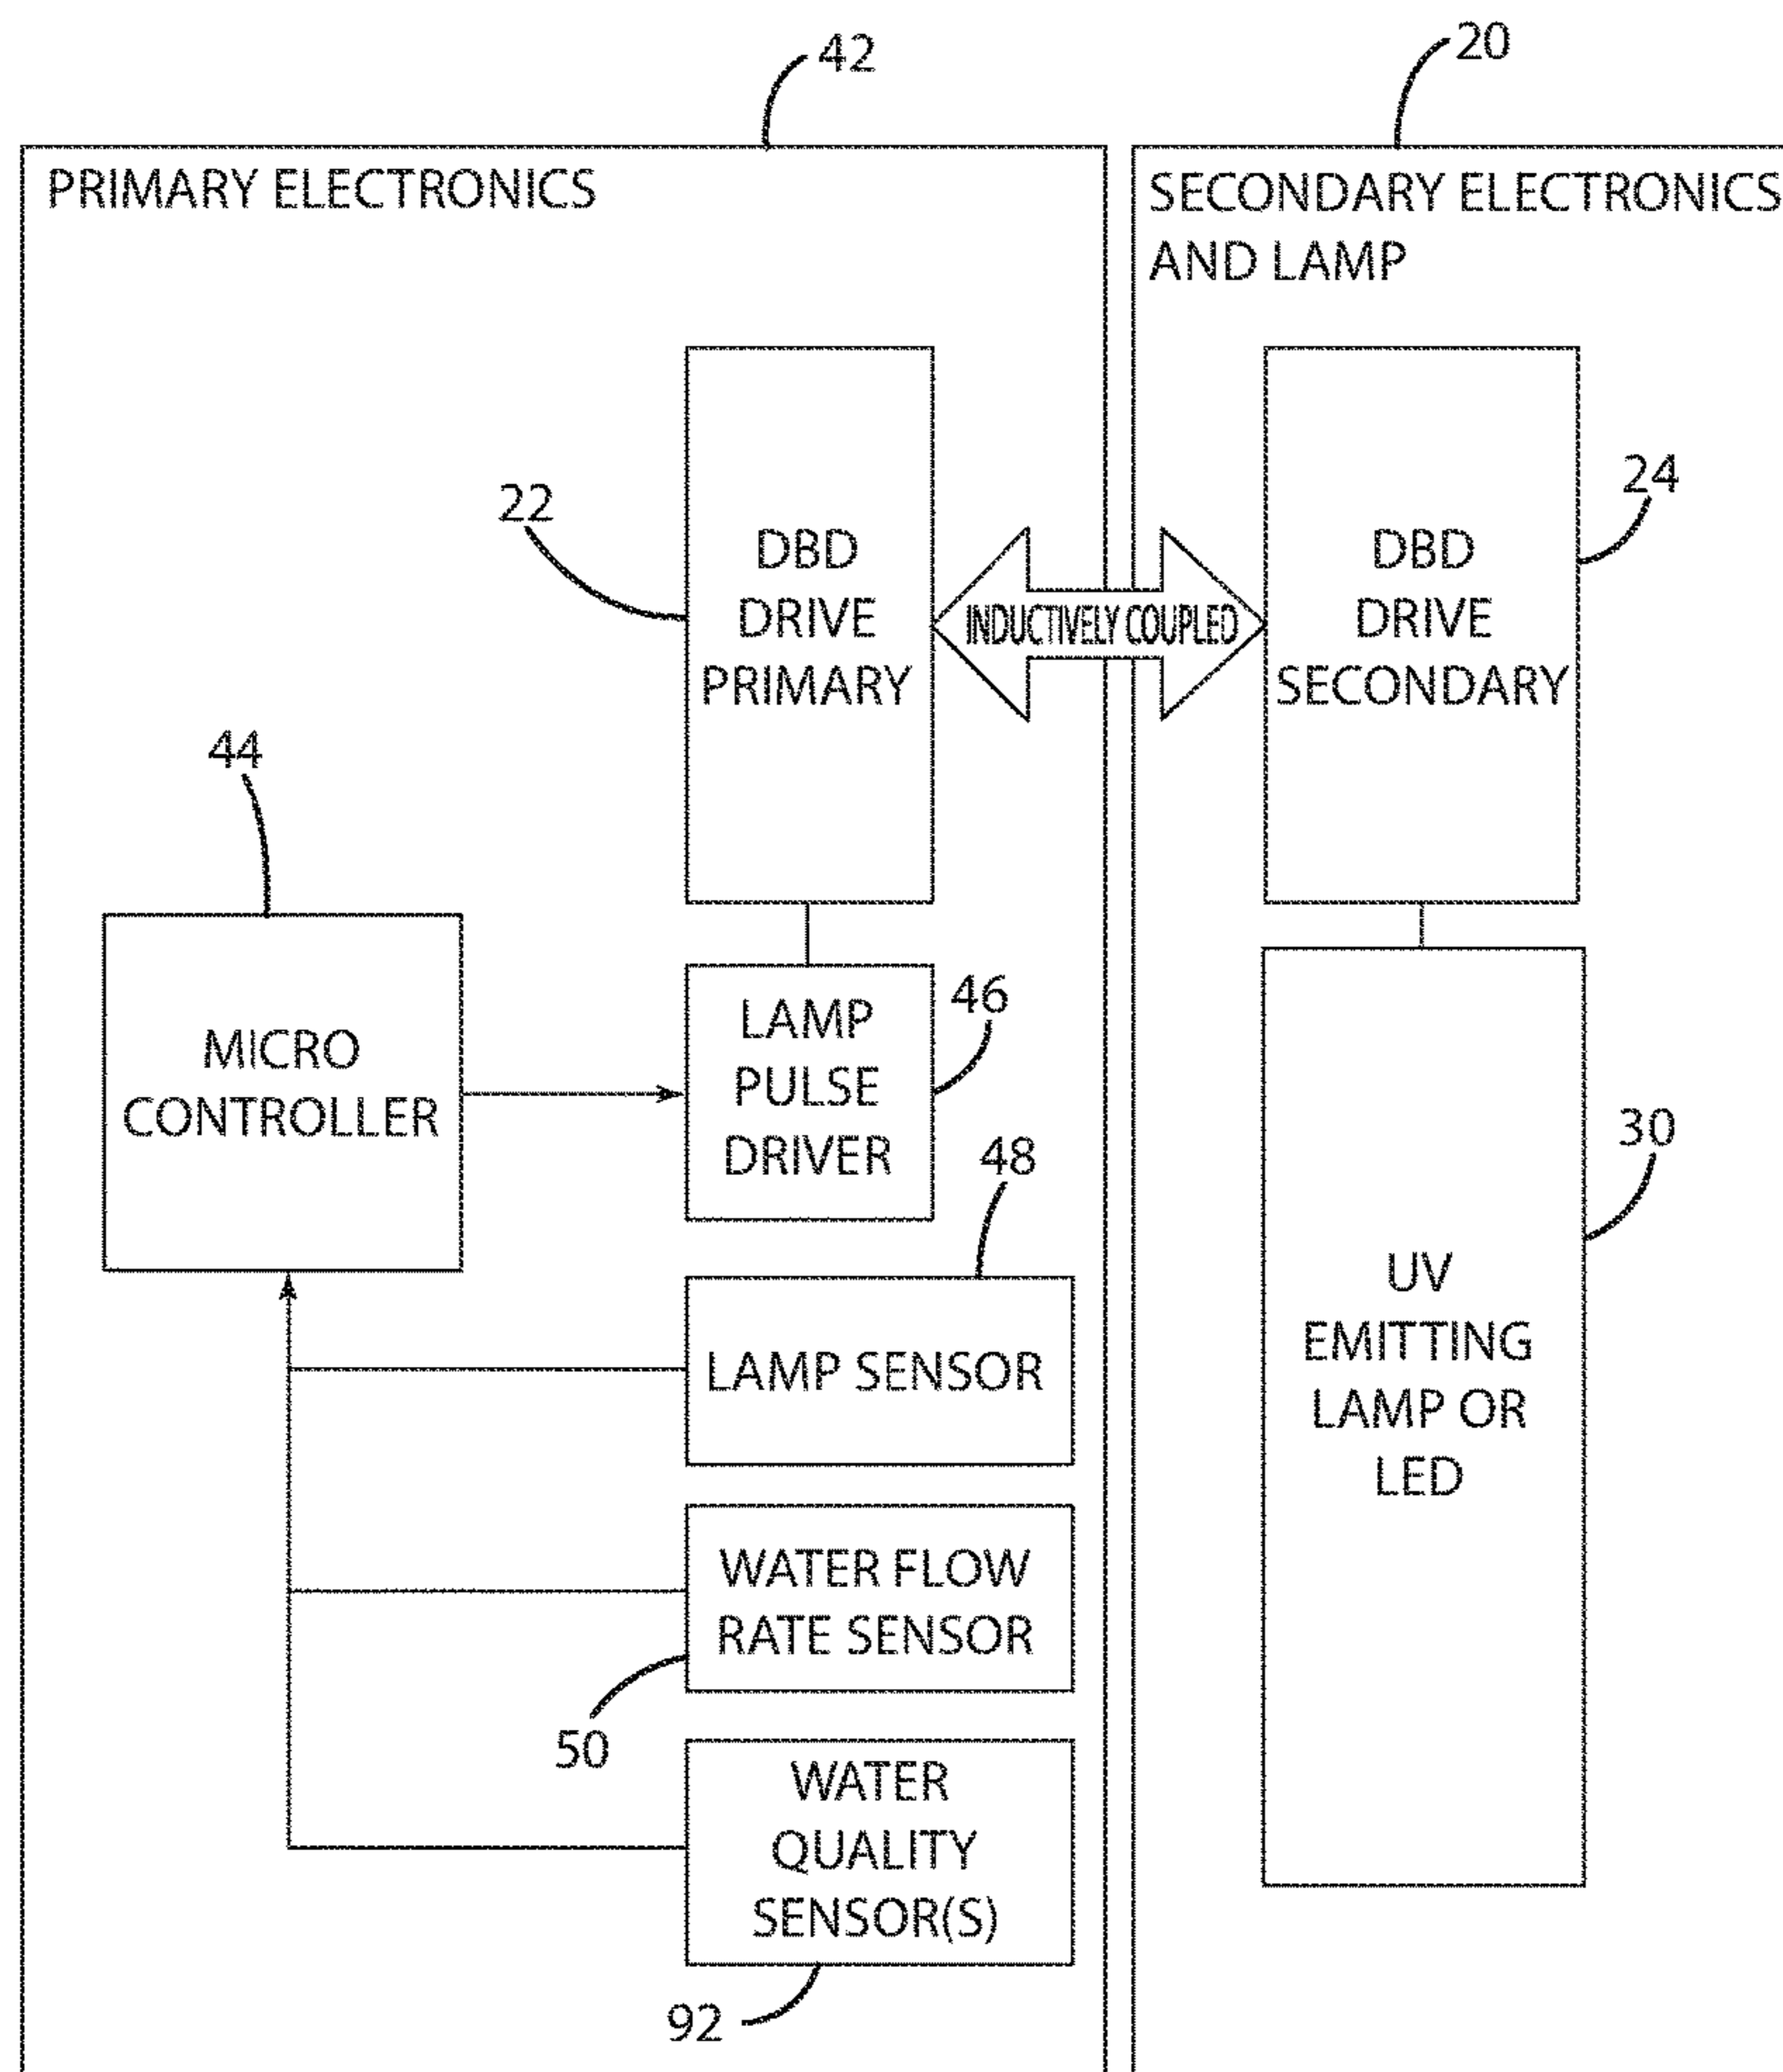 42
20
PRIMARY ELECTRONICS
SECONDARY ELECTRONICS
AND LAMP
22
DBD
DRIVE
PRIMARY
INDUCTIVELY COUPLED
DBD
DRIVE
SECONDARY
24
44
MICRO
CONTROLLER
LAMP
PULSE
DRIVER
46
48
LAMP SENSOR
30
UV
EMITTING
LAMP OR
LED
WATER FLOW
RATE SENSOR
50
WATER
QUALITY
SENSOR(S)
92